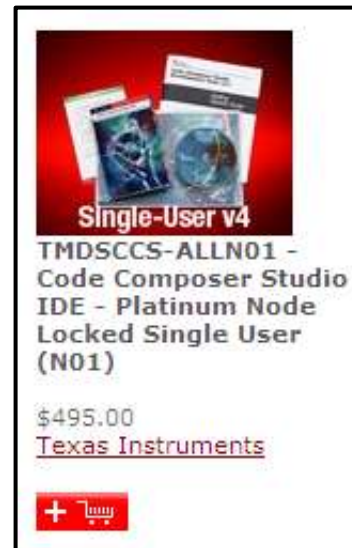 Single-User v4
TMDSCCS-ALLN01 -
Code Composer Studio
IDE - Platinum Node
Locked Single User
(N01)
$495.00
Texas Instruments
+